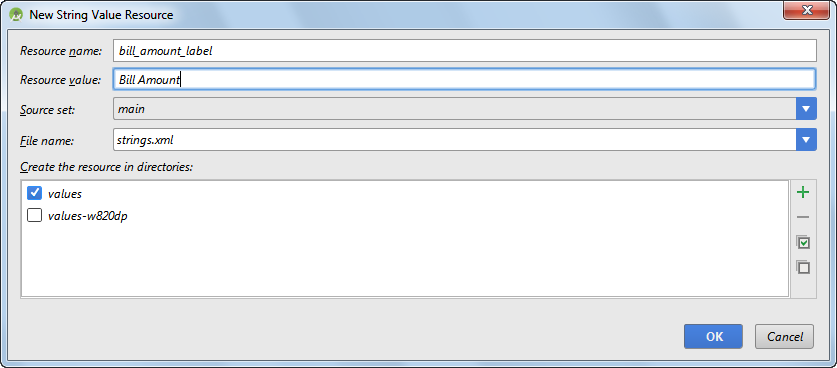 New String Value Resource
Resource name: bill_amount_label
Resource value: Bill Amount
Source set: main
File name: strings.xml
Create the resource in directories:
values
values-w820dp
OK Cancel